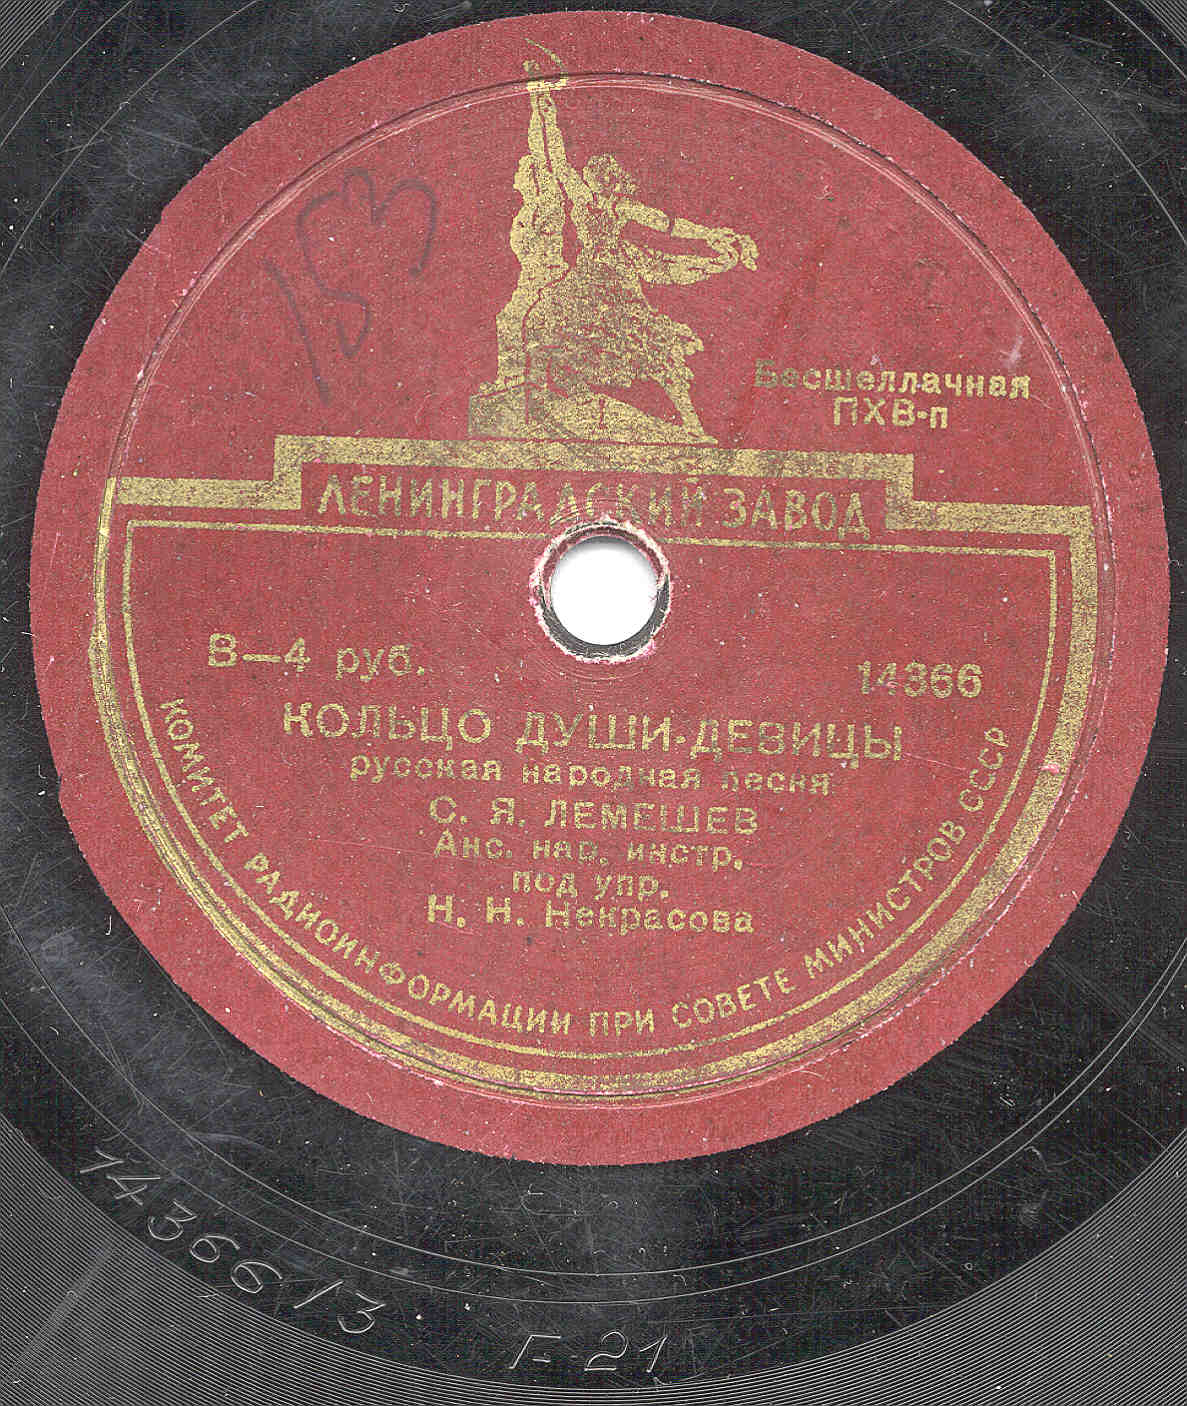 153
Бесшеллачная
ПХВ-п
ЛЕНИНГРАДСКИЙ ЗАВОД
В—4 руб.
14366
КОЛЬЦО ДУШИ-ДЕВИЦЫ
русская народная песня
С. Я. ЛЕМЕШЕВ
Анс. нар. инстр.
под упр.
Н. Н. Некрасова
КОМИТЕТ РАДИОИНФОРМАЦИИ ПРИ СОВЕТЕ МИНИСТРОВ СССР
14366/3
Г-21